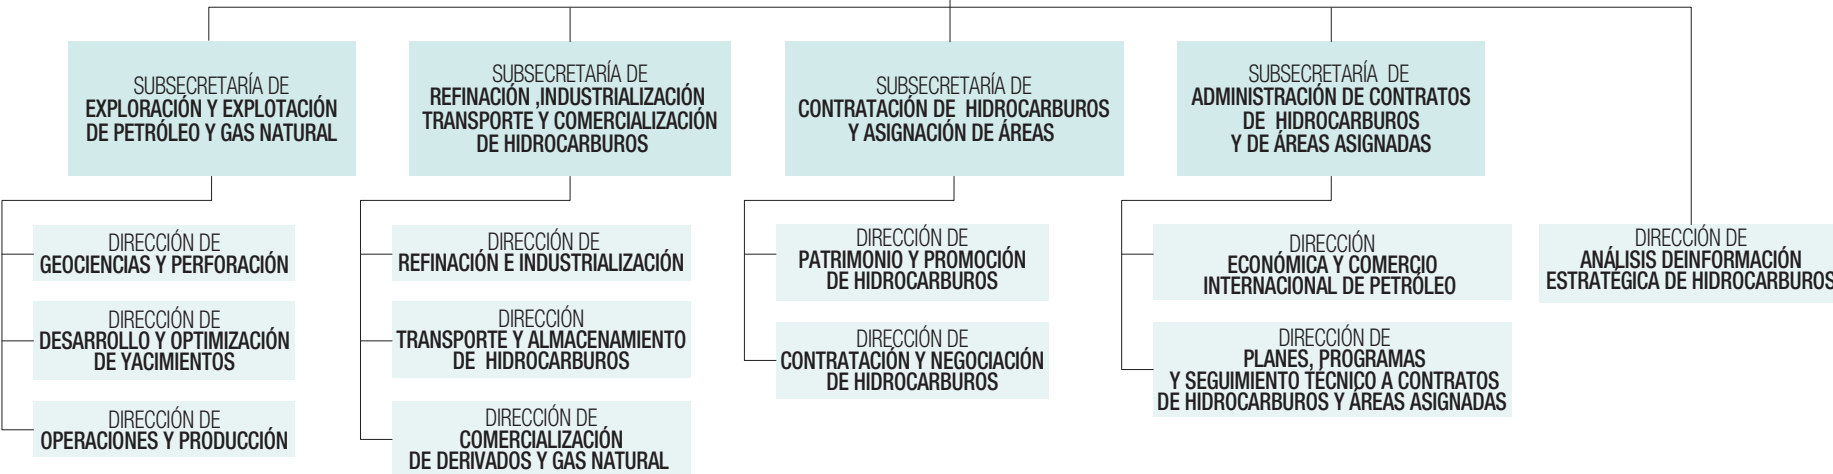 SUBSECRETARÍA DE
EXPLORACIÓN Y EXPLOTACIÓN
DE PETRÓLEO Y GAS NATURAL
SUBSECRETARÍA DE
REFINACIÓN ,INDUSTRIALIZACIÓN
TRANSPORTE Y COMERCIALIZACIÓN
DE HIDROCARBUROS
SUBSECRETARÍA DE
CONTRATACIÓN DE HIDROCARBUROS
Y ASIGNACIÓN DE ÁREAS
SUBSECRETARÍA DE
ADMINISTRACIÓN DE CONTRATOS
DE HIDROCARBUROS
Y DE ÁREAS ASIGNADAS
DIRECCIÓN DE
GEOCIENCIAS Y PERFORACIÓN
DIRECCIÓN DE
DESARROLLO Y OPTIMIZACIÓN
DE YACIMIENTOS
DIRECCIÓN DE
OPERACIONES Y PRODUCCIÓN
DIRECCIÓN DE
REFINACIÓN E INDUSTRIALIZACIÓN
DIRECCIÓN
TRANSPORTE Y ALMACENAMIENTO
DE HIDROCARBUROS
DIRECCIÓN DE
COMERCIALIZACIÓN
DE DERIVADOS Y GAS NATURAL
DIRECCIÓN DE
PATRIMONIO Y PROMOCIÓN
DE HIDROCARBUROS
DIRECCIÓN DE
CONTRATACIÓN Y NEGOCIACIÓN
DE HIDROCARBUROS
DIRECCIÓN
ECONÓMICA Y COMERCIO
INTERNACIONAL DE PETRÓLEO
DIRECCIÓN DE
PLANES, PROGRAMAS
Y SEGUIMIENTO TÉCNICO A CONTRATOS
DE HIDROCARBUROS Y ÁREAS ASIGNADAS
DIRECCIÓN DE
ANÁLISIS DEINFORMACIÓN
ESTRATÉGICA DE HIDROCARBUROS